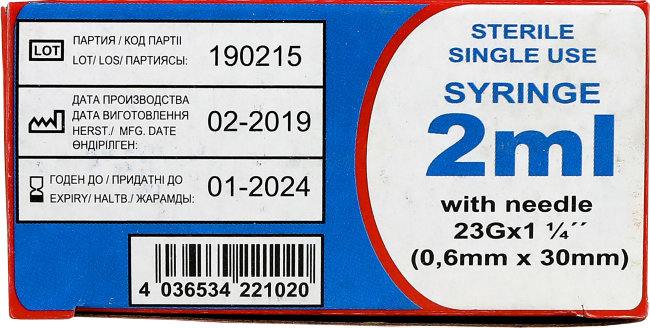 LOT
ПАРТИЯ / КОД ПАРТІІ
LOT/ LOS/ ПАРТИЯСЫ:
190215
ДАТА ПРОИЗВОДСТВА
ДАТА ВИГОТОВЛЕННЯ
HERST./ MFG. DATE
ӨНДІРІЛГЕН:
02-2019
ГОДЕН ДО / ПРИДАТНІ ДО
EXPIRY/ HALTB./ ЖАРАМДЫ:
01-2024
4 036534 221020
STERILE
SINGLE USE
SYRINGE
2ml
with needle
23Gx1 ¼´´
(0,6mm x 30mm)